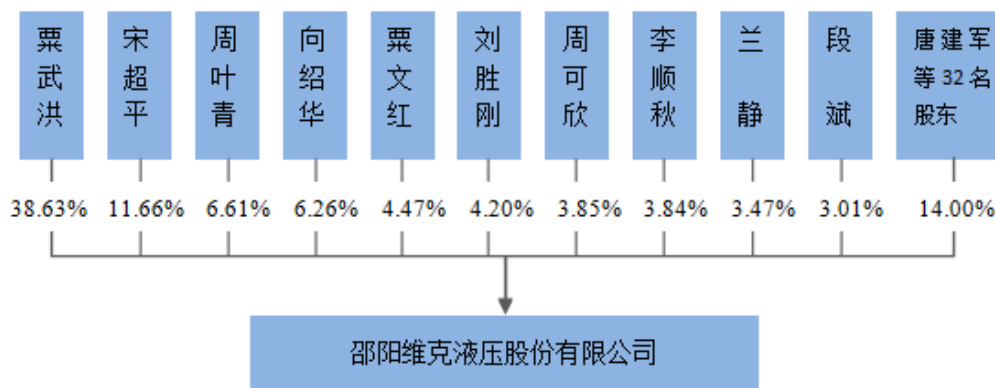 粟武洪
宋超平
周叶青
向绍华
粟文红
刘胜刚
周可欣
李顺秋
兰静
段斌
唐建军
等 32 名
股东
38.63% 11.66% 6.61% 6.26% 4.47% 4.20% 3.85% 3.84% 3.47% 3.01% 14.00%
邵阳维克液压股份有限公司